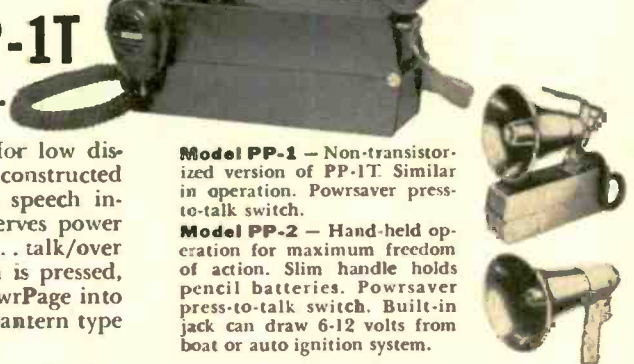 P-1T
for low dis-
constructed
speech in-
erves power
... talk/over
is pressed,
wrPage into
antern type
Model PP-1 — Non-transistor-
ized version of PP-1T. Similar
in operation. Powrsaver press-
to-talk switch.
Model PP-2 — Hand-held op-
eration for maximum freedom
of action. Slim handle holds
pencil batteries. Powrsaver
press-to-talk switch. Built-in
jack can draw 6-12 volts from
boat or auto ignition system.